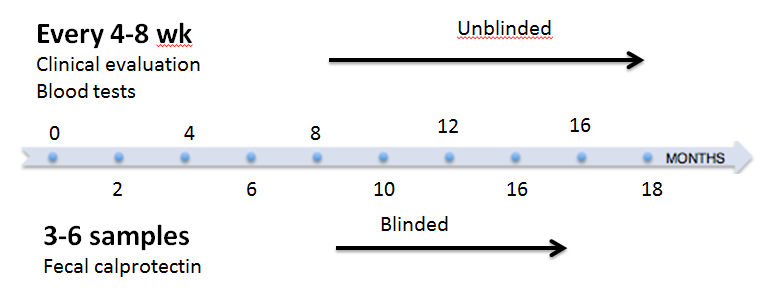 Every 4-8 wk
Unblinded
Clinical evaluation
Blood tests
0 4 8 12 16
MONTHS
2 6 10 16 18
3-6 samples
Blinded
Fecal calprotectin